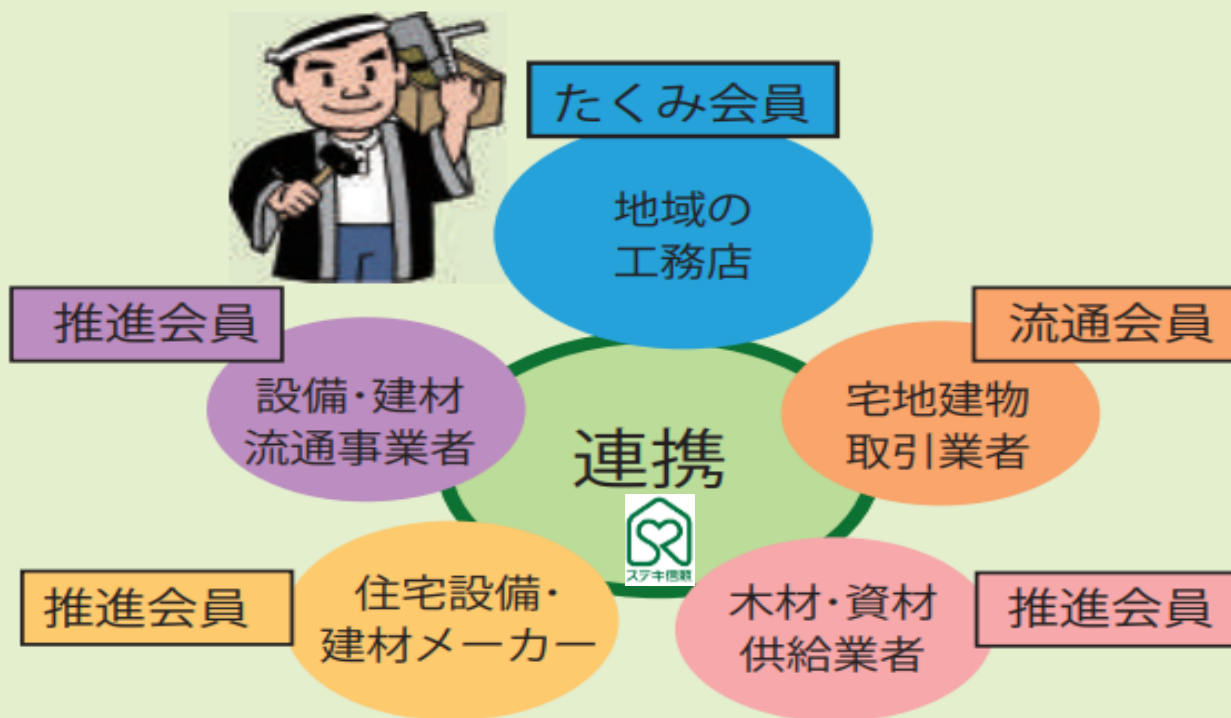 たくみ会員
地域の
工務店
推進会員
設備・建材
流通事業者
流通会員
宅地建物
取引業者
連携
ステキ信頼
推進会員
住宅設備・
建材メーカー
推進会員
木材・資材
供給業者